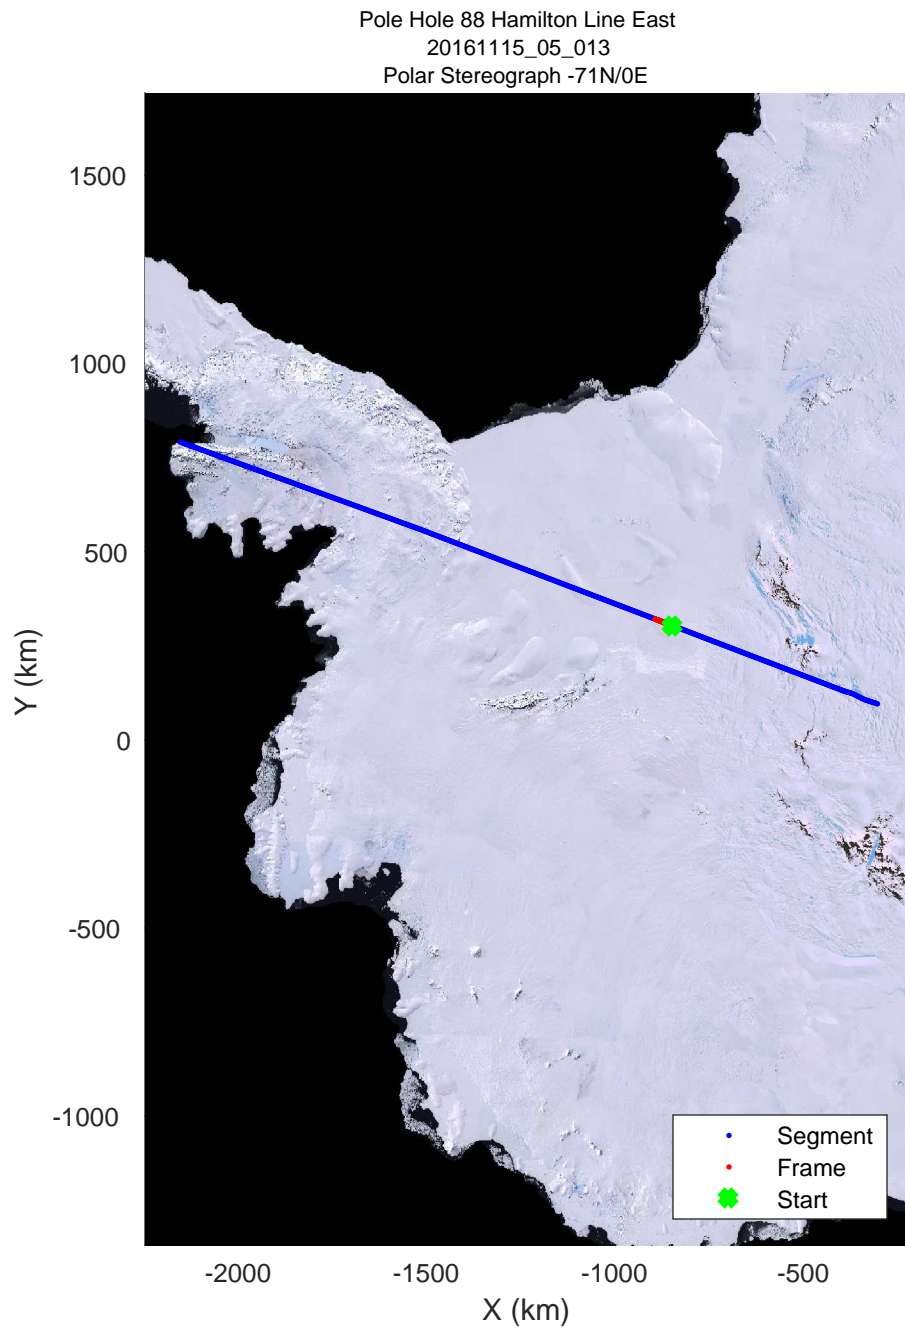 Pole Hole 88 Hamilton Line East
20161115_05_013
Polar Stereograph -71N/0E
1500
1000
500
0
-500
-1000
Y (km)
-2000
-1500
-1000
-500
X (km)
Segment
Frame
Start